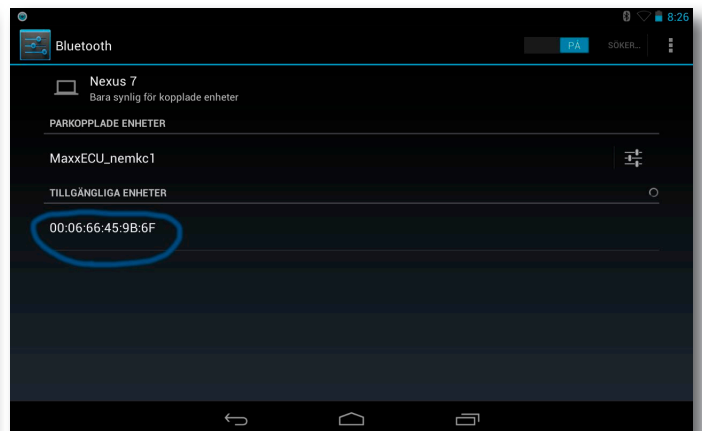 8:26
Bluetooth
PÅ
SÖKER...
Nexus 7
Bara synlig för kopplade enheter
PARKOPPLADE ENHETER
MaxxECU_nemkc1
TILLGÄNGLIGA ENHETER
00:06:66:45:9B:6F